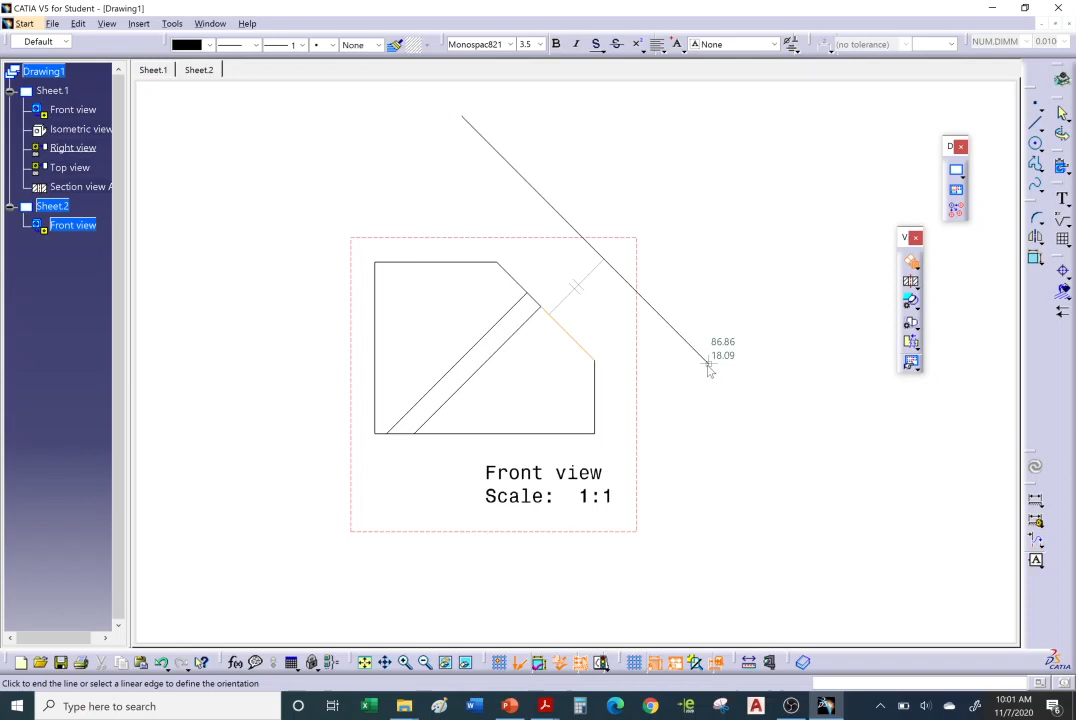 CATIA V5 for Student - [Drawing1]
Start File Edit View Insert Tools Window Help
Default
1
None
Monospac821
3.5
B I S S
None
(no tolerance)
NUM.DIMM
0.010
Drawing1
Sheet.1
Front view
Isometric view
Right view
Top view
Section view A
Sheet.2
Front view
Sheet.1 Sheet.2
D
V
86.86
18.09
Front view
Scale: 1:1
Click to end the line or select a linear edge to define the orientation
Type here to search
10:01 AM
11/7/2020